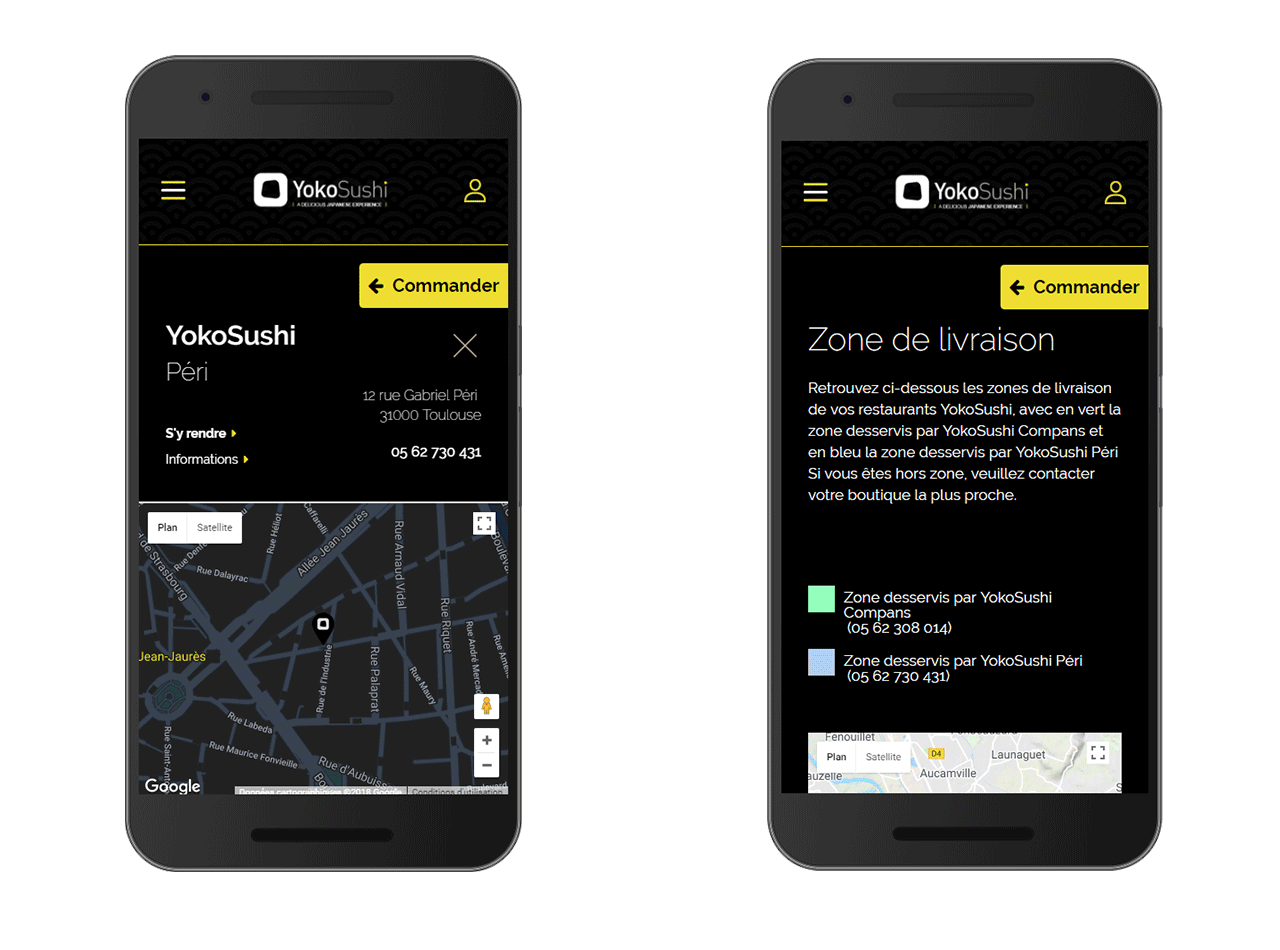 YokoSushi
A DELICIOUS JAPANESE EXPERIENCE
Commander
YokoSushi
Péri
12 rue Gabriel Péri
31000 Toulouse
S'y rendre
05 62 730 431
Informations
Plan
Satellite
Caffarelli
Allée Jean Jaurès
Rue Héliot
Rue Arnaud Vidal
Boulevard
d de Strasbourg
Rue Dalayrac
Rue Riquet
Rue André Mercad
Jean-Jaurès
Rue de l'Industrie
Rue Palaprat
Rue Maury
Rue Labeda
Rue Maurice Fonvieille
Rue d'Aubuisso
Rue Saint-An
Google
Données cartographiques ©2018 Google
Conditions d'utilisation
YokoSushi
A DELICIOUS JAPANESE EXPERIENCE
Commander
Zone de livraison
Retrouvez ci-dessous les zones de livraison
de vos restaurants YokoSushi, avec en vert la
zone desservis par YokoSushi Compans et
en bleu la zone desservis par YokoSushi Péri
Si vous êtes hors zone, veuillez contacter
votre boutique la plus proche.
Zone desservis par YokoSushi
Compans
(05 62 308 014)
Zone desservis par YokoSushi Péri
(05 62 730 431)
Fenouillet
Plan
Satellite
D4
Launaguet
auzelle
Aucamville